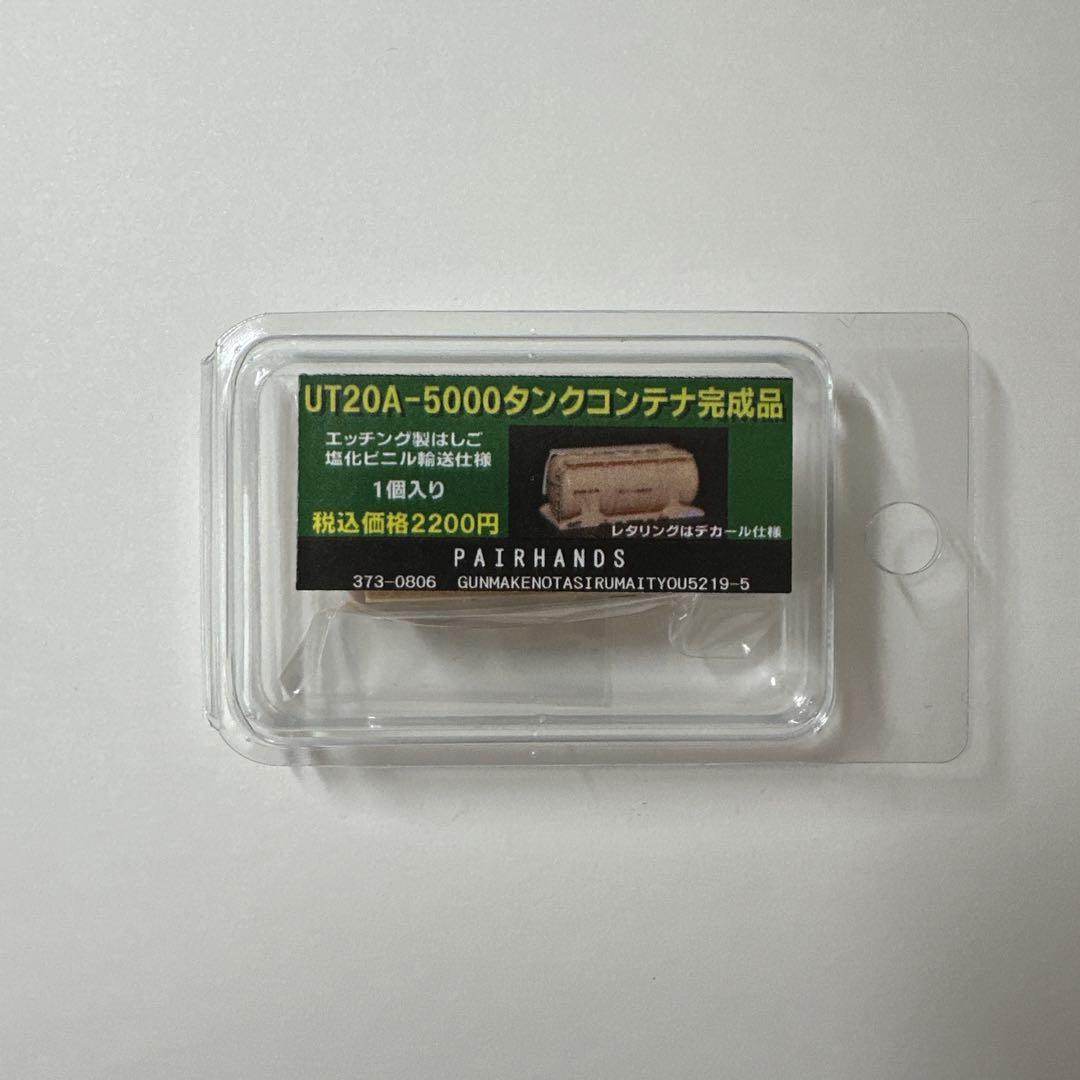 UT20A-5000タンクコンテナ完成品
エッチング製はしご
塩化ビニル輸送仕様
1個入り
税込価格2200円
レタリングはデカール仕様
PAIRHANDS
373-0806 GUNMAKENOTASIRUMAITYOU5219-5